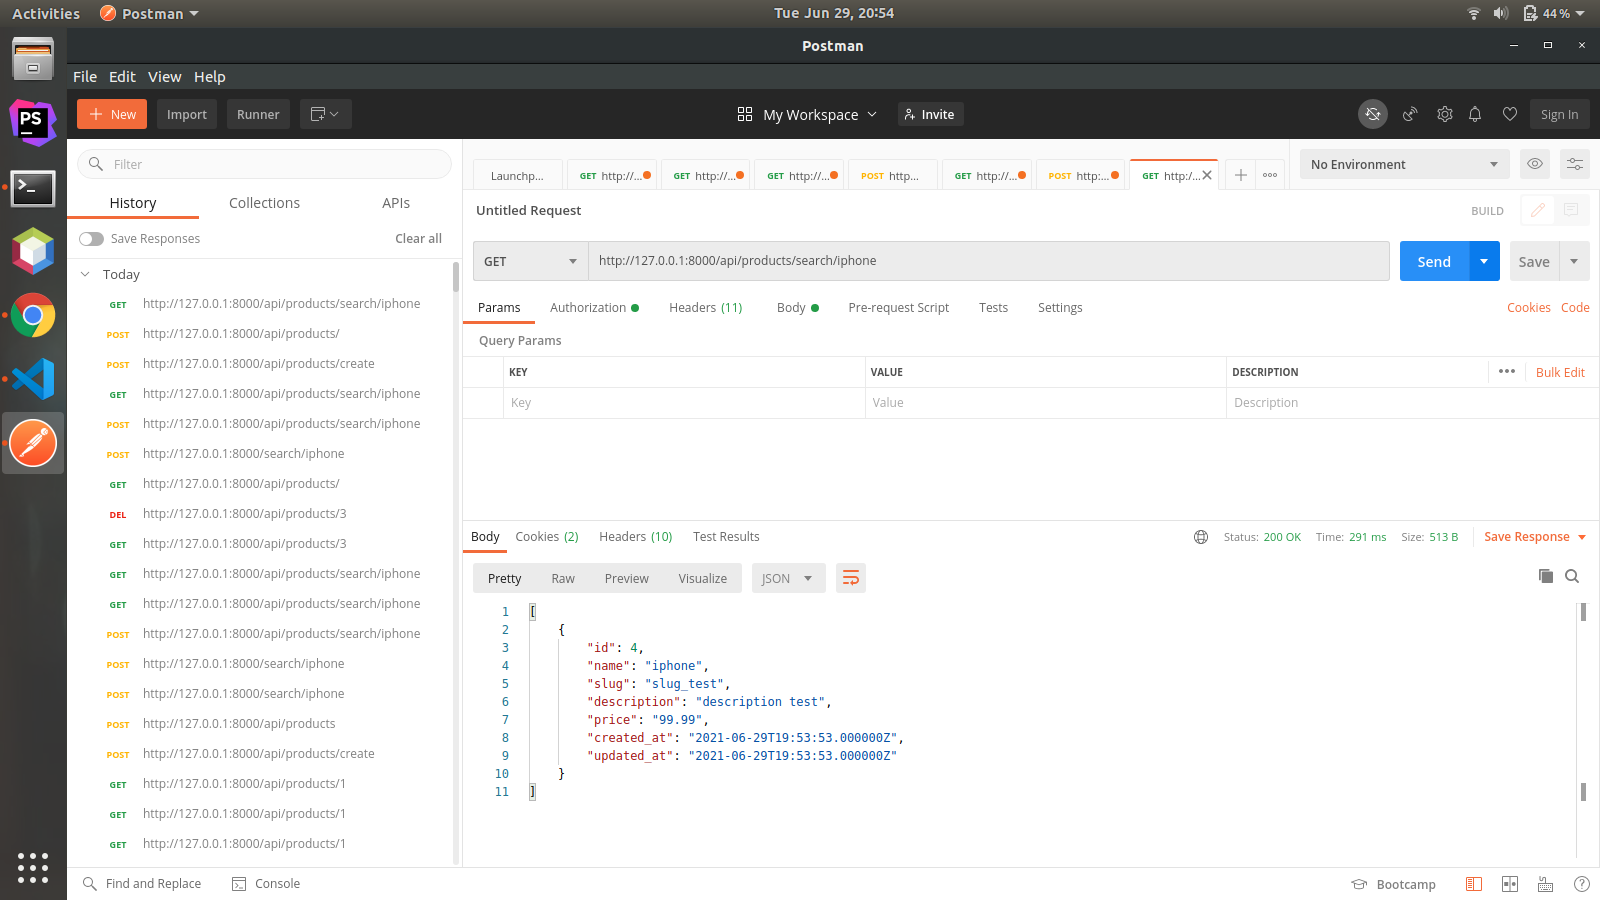 Activities Postman Tue Jun 29, 20:54 44 %
Postman
File Edit View Help
New Import Runner My Workspace Invite Sign In
Filter
History Collections APIs
Save Responses Clear all
Today
GET http://127.0.0.1:8000/api/products/search/iphone
POST http://127.0.0.1:8000/api/products/
POST http://127.0.0.1:8000/api/products/create
GET http://127.0.0.1:8000/api/products/search/iphone
POST http://127.0.0.1:8000/api/products/search/iphone
POST http://127.0.0.1:8000/search/iphone
GET http://127.0.0.1:8000/api/products/
DEL http://127.0.0.1:8000/api/products/3
GET http://127.0.0.1:8000/api/products/3
GET http://127.0.0.1:8000/api/products/search/iphone
GET http://127.0.0.1:8000/api/products/search/iphone
POST http://127.0.0.1:8000/api/products/search/iphone
POST http://127.0.0.1:8000/search/iphone
POST http://127.0.0.1:8000/search/iphone
POST http://127.0.0.1:8000/api/products
POST http://127.0.0.1:8000/api/products/create
GET http://127.0.0.1:8000/api/products/1
GET http://127.0.0.1:8000/api/products/1
GET http://127.0.0.1:8000/api/products/1
Launchp... GET http://... GET http://... GET http://... POST http... GET http://... POST http:... GET http:/...
No Environment
Untitled Request BUILD
GET http://127.0.0.1:8000/api/products/search/iphone Send Save
Params Authorization Headers (11) Body Pre-request Script Tests Settings Cookies Code
Query Params
KEY VALUE DESCRIPTION Bulk Edit
Key Value Description
Body Cookies (2) Headers (10) Test Results Status: 200 OK Time: 291 ms Size: 513 B Save Response
Pretty Raw Preview Visualize JSON
1 [
2 {
3 "id": 4,
4 "name": "iphone",
5 "slug": "slug_test",
6 "description": "description test",
7 "price": "99.99",
8 "created_at": "2021-06-29T19:53:53.000000Z",
9 "updated_at": "2021-06-29T19:53:53.000000Z"
10 }
11 ]
Find and Replace Console Bootcamp
PS